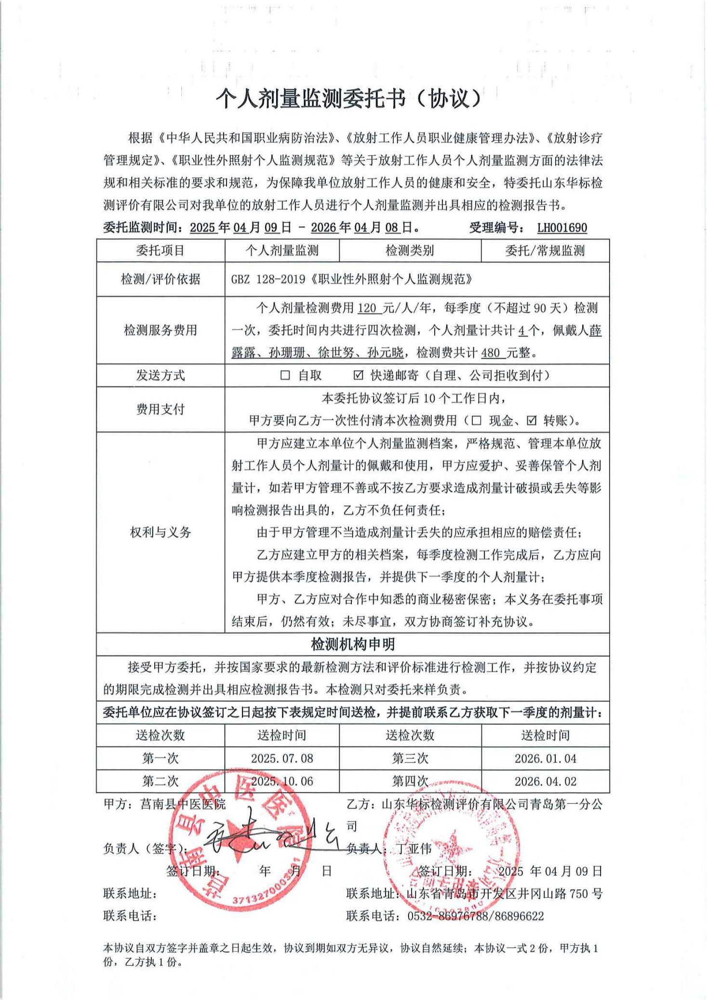 个人剂量监测委托书（协议）
根据《中华人民共和国职业病防治法》、《放射工作人员职业健康管理办法》、《放射诊疗
管理规定》、《职业性外照射个人监测规范》等关于放射工作人员个人剂量监测方面的法律法
规和相关标准的要求和规范，为保障我单位放射工作人员的健康和安全，特委托山东华标检
测评价有限公司对我单位的放射工作人员进行个人剂量监测并出具相应的检测报告书。
委托监测时间：2025年04月09日 - 2026年04月08日。 受理编号： LH001690
委托项目 个人剂量监测 检测类别 委托/常规监测
检测/评价依据 GBZ 128-2019《职业性外照射个人监测规范》
检测服务费用
个人剂量检测费用 120 元/人/年，每季度（不超过 90 天）检测
一次，委托时间内共进行四次检测，个人剂量计共计 4 个，佩戴人薛
露露、孙珊珊、徐世努、孙元晓，检测费共计 480 元整。
发送方式 ☐ 自取 ☑ 快递邮寄（自理、公司拒收到付）
费用支付
本委托协议签订后 10 个工作日内，
甲方要向乙方一次性付清本次检测费用（☐ 现金、☑ 转账）。
权利与义务
甲方应建立本单位个人剂量监测档案，严格规范、管理本单位放
射工作人员个人剂量计的佩戴和使用，甲方应爱护、妥善保管个人剂
量计，如若甲方管理不善或不按乙方要求造成剂量计破损或丢失等影
响检测报告出具的，乙方不负任何责任；
由于甲方管理不当造成剂量计丢失的应承担相应的赔偿责任；
乙方应建立甲方的相关档案，每季度检测工作完成后，乙方应向
甲方提供本季度检测报告，并提供下一季度的个人剂量计；
甲方、乙方应对合作中知悉的商业秘密保密；本义务在委托事项
结束后，仍然有效；未尽事宜，双方协商签订补充协议。
检测机构申明
接受甲方委托，并按国家要求的最新检测方法和评价标准进行检测工作，并按协议约定
的期限完成检测并出具相应检测报告书。本检测只对委托来样负责。
委托单位应在协议签订之日起按下表规定时间送检，并提前联系乙方获取下一季度的剂量计：
送检次数 送检时间 送检次数 送检时间
第一次 2025.07.08 第三次 2026.01.04
第二次 2025.10.06 第四次 2026.04.02
甲方：莒南县中医医院
乙方：山东华标检测评价有限公司青岛第一分公
司
负责人（签字）：
负责人：丁亚伟
签订日期： 年 月 日
签订日期： 2025 年 04 月 09 日
联系地址：
联系地址：山东省青岛市开发区井冈山路 750 号
联系电话：
联系电话：0532-86976788/86896622
莒南县中医医院
3713270003991
本协议自双方签字并盖章之日起生效，协议到期如双方无异议，协议自然延续；本协议一式 2 份，甲方执 1
份，乙方执 1 份。